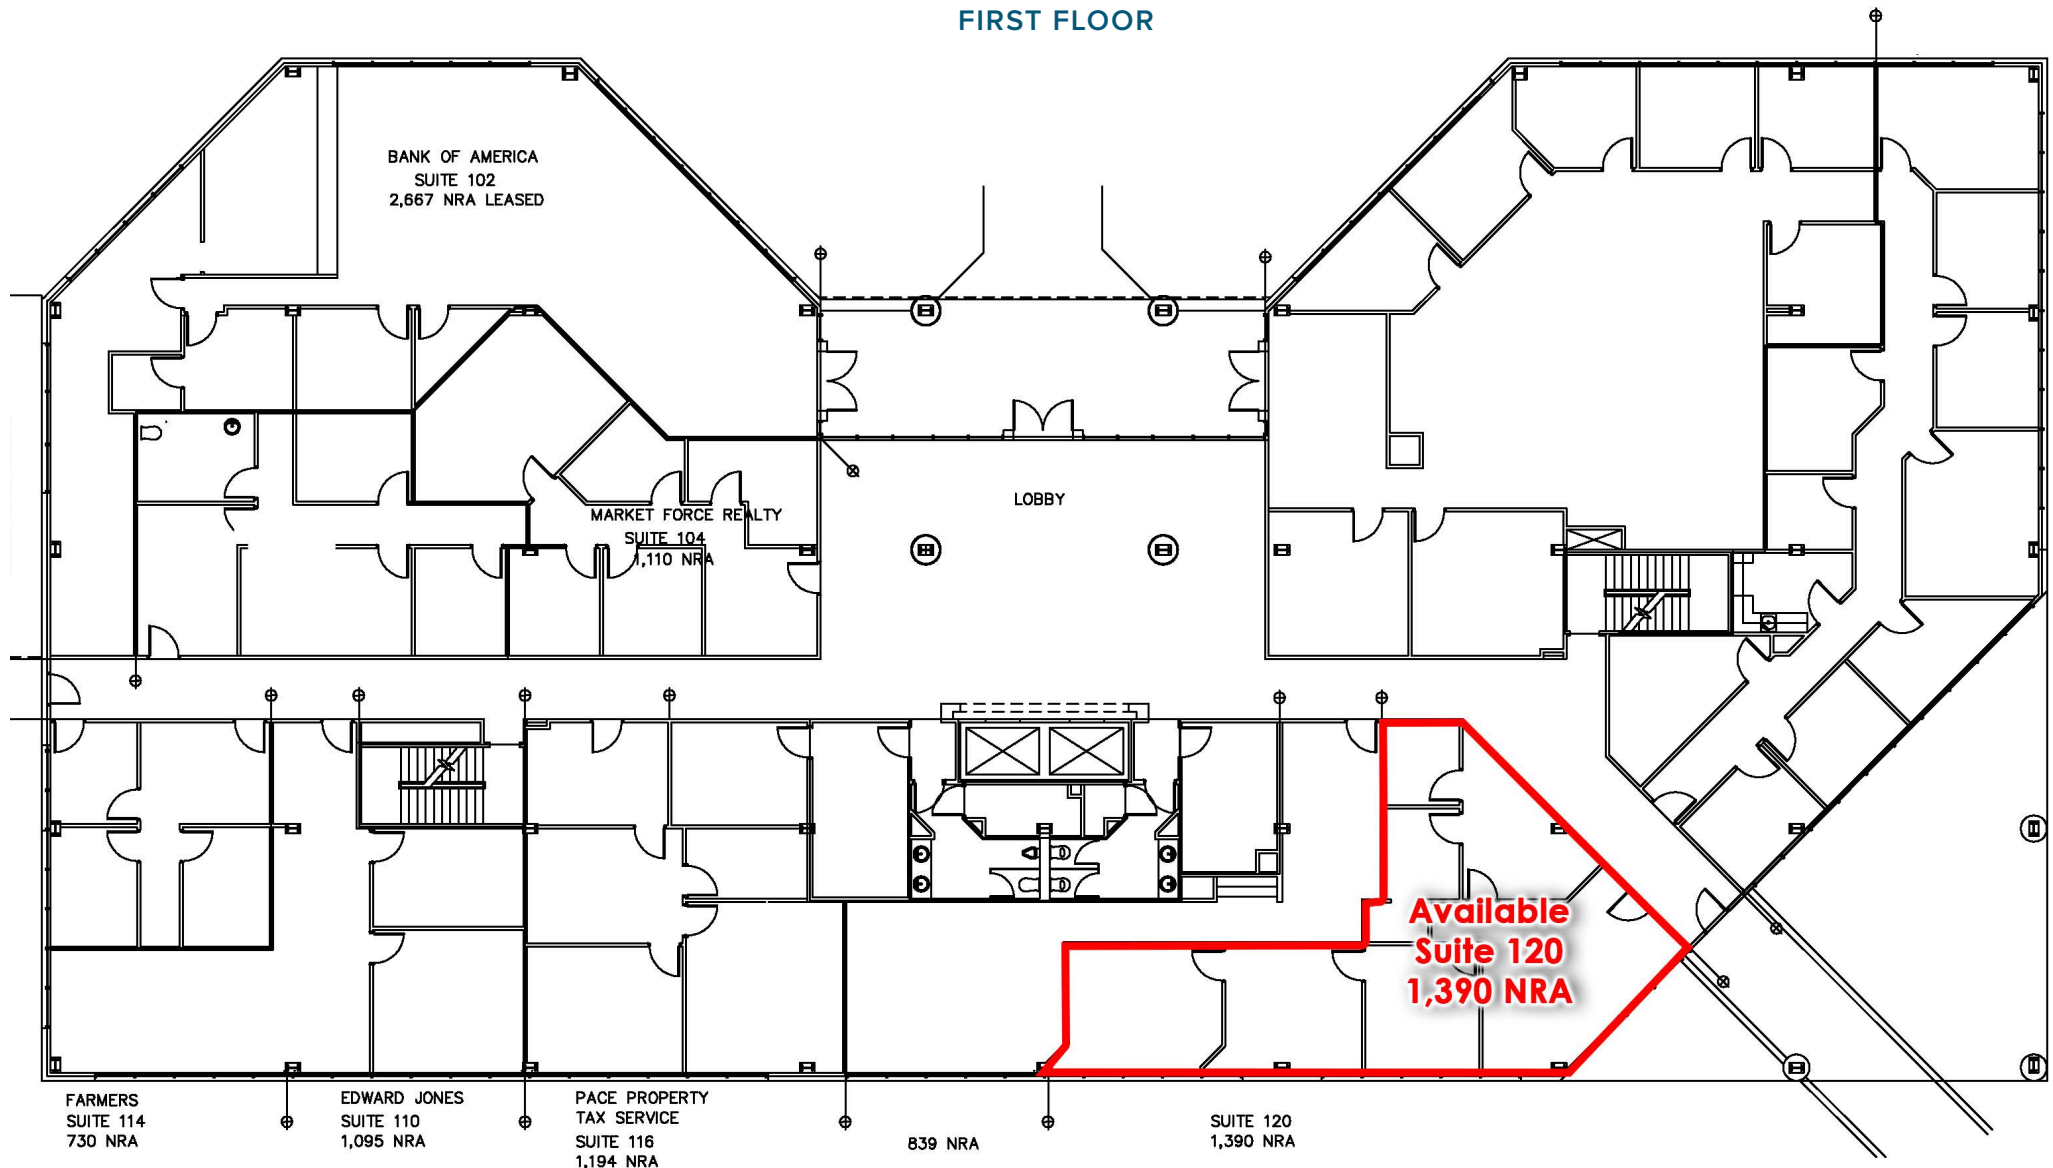 FIRST FLOOR
BANK OF AMERICA
SUITE 102
2,667 NRA LEASED
LOBBY
MARKET FORCE REALTY
SUITE 104
1,110 NRA
Available
Suite 120
1,390 NRA
FARMERS
SUITE 114
730 NRA
EDWARD JONES
SUITE 110
1,095 NRA
PACE PROPERTY
TAX SERVICE
SUITE 116
1,194 NRA
839 NRA
SUITE 120
1,390 NRA